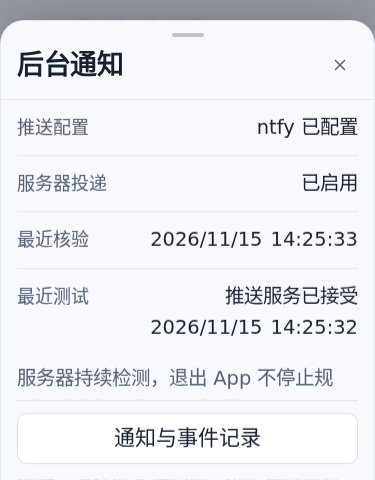 后台通知
×
推送配置 ntfy 已配置
服务器投递 已启用
最近核验 2026/11/15 14:25:33
最近测试 推送服务已接受
2026/11/15 14:25:32
服务器持续检测，退出 App 不停止规
通知与事件记录